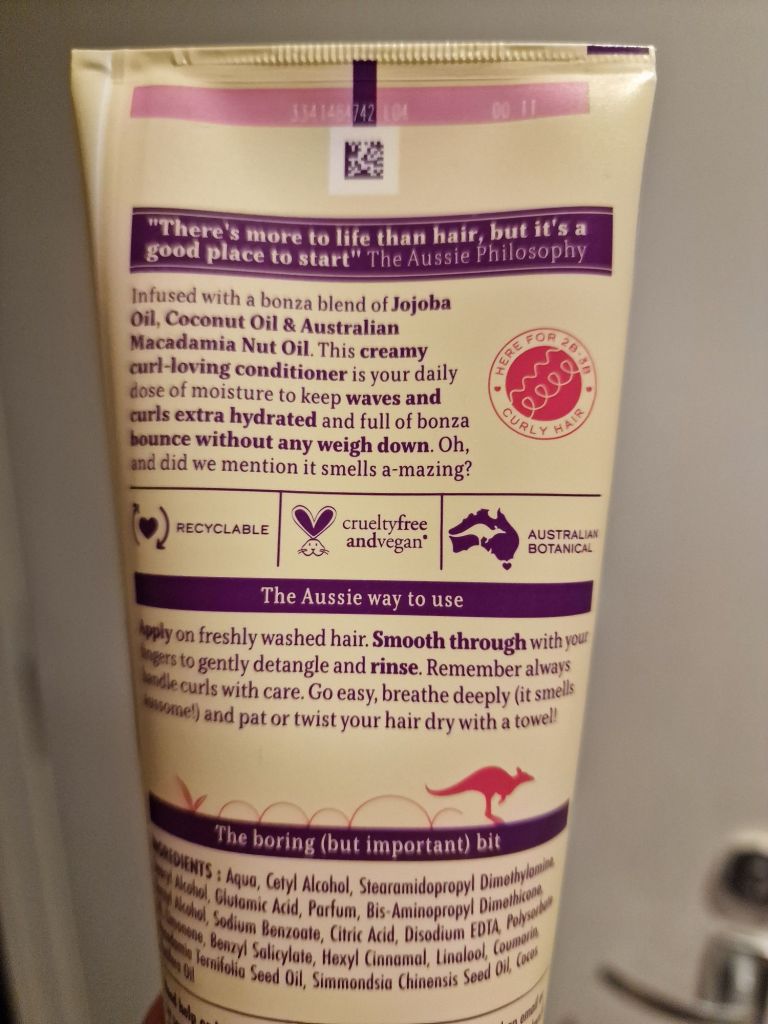 3341484742 L04 00 11
"There's more to life than hair, but it's a
good place to start" The Aussie Philosophy
Infused with a bonza blend of Jojoba
Oil, Coconut Oil & Australian
Macadamia Nut Oil. This creamy
curl-loving conditioner is your daily
dose of moisture to keep waves and
curls extra hydrated and full of bonza
bounce without any weigh down. Oh,
and did we mention it smells a-mazing?
HERE FOR 2B-3B
CURLY HAIR
RECYCLABLE
crueltyfree
andvegan*
AUSTRALIAN
BOTANICAL
The Aussie way to use
Apply on freshly washed hair. Smooth through with your
fingers to gently detangle and rinse. Remember always
handle curls with care. Go easy, breathe deeply (it smells
aussome!) and pat or twist your hair dry with a towel!
The boring (but important) bit
INGREDIENTS : Aqua, Cetyl Alcohol, Stearamidopropyl Dimethylamine,
Alcohol, Glutamic Acid, Parfum, Bis-Aminopropyl Dimethicone,
Alcohol, Sodium Benzoate, Citric Acid, Disodium EDTA, Polysorbate
Limonene, Benzyl Salicylate, Hexyl Cinnamal, Linalool, Coumarin,
Ternifolia Seed Oil, Simmondsia Chinensis Seed Oil, Cocos
Oil